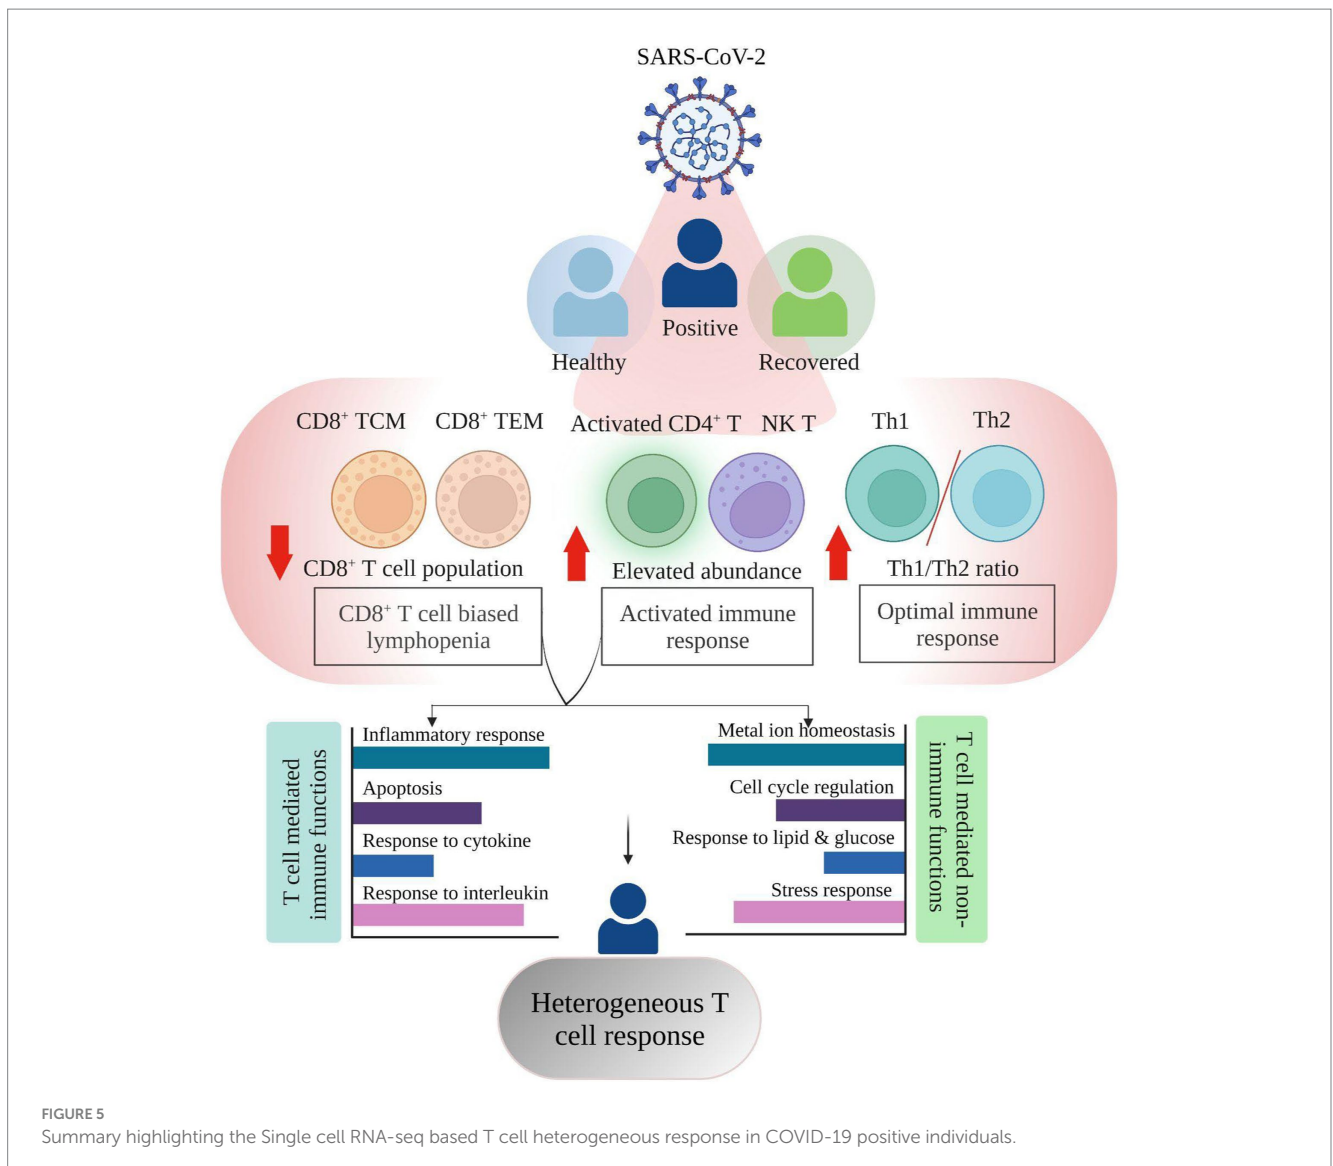 SARS-CoV-2
Positive
Healthy
Recovered
CD8⁺ TCM
CD8⁺ TEM
Activated CD4⁺ T
NK T
Th1
Th2
CD8⁺ T cell population
Elevated abundance
Th1/Th2 ratio
CD8⁺ T cell biased
lymphopenia
Activated immune
response
Optimal immune
response
T cell mediated
immune functions
Inflammatory response
Apoptosis
Response to cytokine
Response to interleukin
Metal ion homeostasis
Cell cycle regulation
Response to lipid & glucose
Stress response
T cell mediated non-
immune functions
Heterogeneous T
cell response
FIGURE 5
Summary highlighting the Single cell RNA-seq based T cell heterogeneous response in COVID-19 positive individuals.